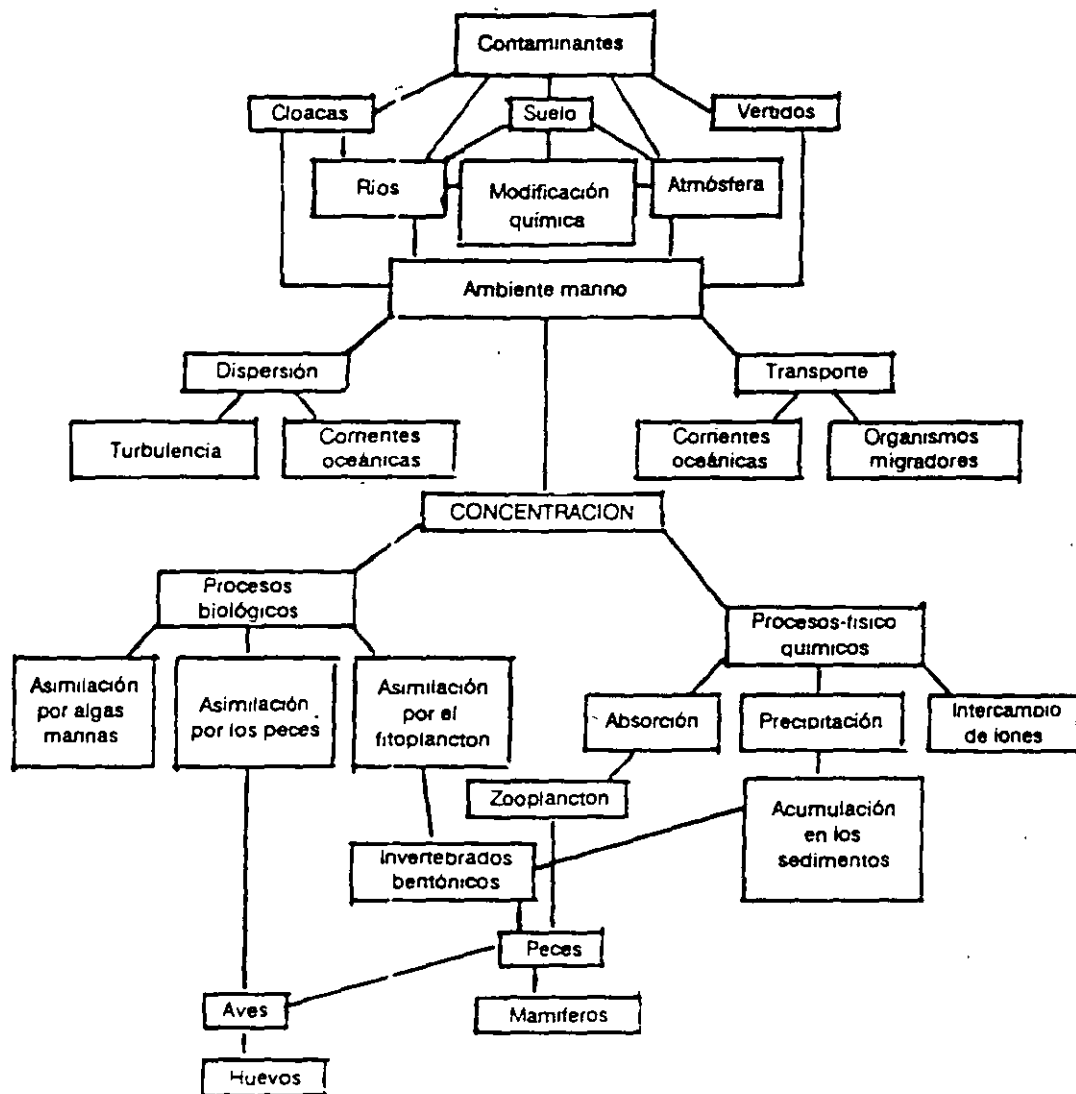 Contaminantes
Cloacas
Suelo
Vertidos
Ríos
Modificación
química
Atmósfera
Ambiente marino
Dispersión
Transporte
Turbulencia
Corrientes
oceánicas
Corrientes
oceánicas
Organismos
migradores
CONCENTRACION
Procesos
biológicos
Procesos-físico
químicos
Asimilación
por algas
marinas
Asimilación
por los peces
Asimilación
por el
fitoplancton
Absorción
Precipitación
Intercambio
de iones
Zooplancton
Acumulación
en los
sedimentos
Invertebrados
bentónicos
Peces
Aves
Mamíferos
Huevos